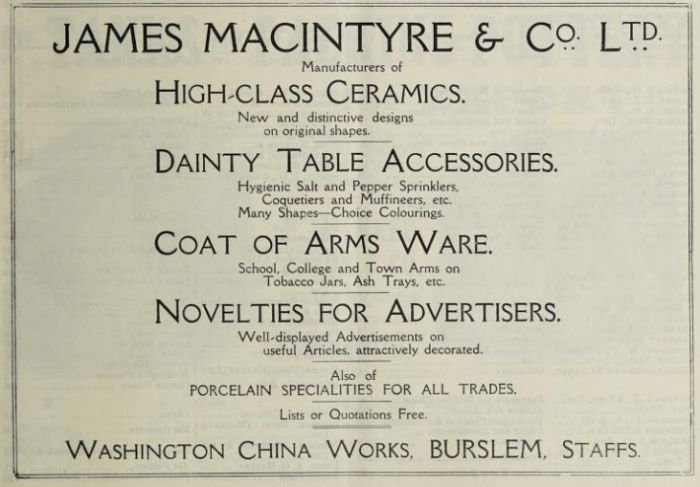 JAMES MACINTYRE & CO. LTD.
Manufacturers of
HIGH-CLASS CERAMICS.
New and distinctive designs
on original shapes.
DAINTY TABLE ACCESSORIES.
Hygienic Salt and Pepper Sprinklers,
Coquetiers and Muffineers, etc.
Many Shapes—Choice Colourings.
COAT OF ARMS WARE.
School, College and Town Arms on
Tobacco Jars, Ash Trays, etc.
NOVELTIES FOR ADVERTISERS.
Well-displayed Advertisements on
useful Articles, attractively decorated.
Also of
PORCELAIN SPECIALITIES FOR ALL TRADES.
Lists or Quotations Free.
WASHINGTON CHINA WORKS, BURSLEM, STAFFS.